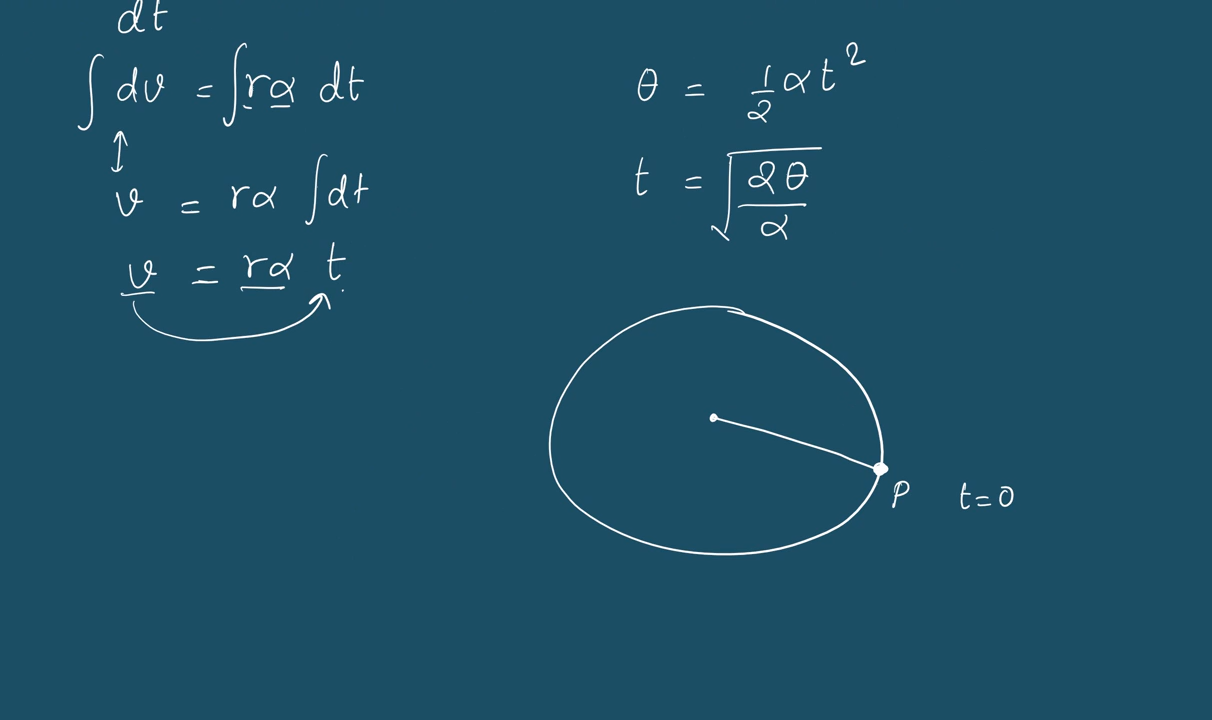 dt
∫ dv = ∫ rα dt
v = rα ∫ dt
v = rα t
θ = 1/2 α t²
t = √(2θ/α)
P t=0